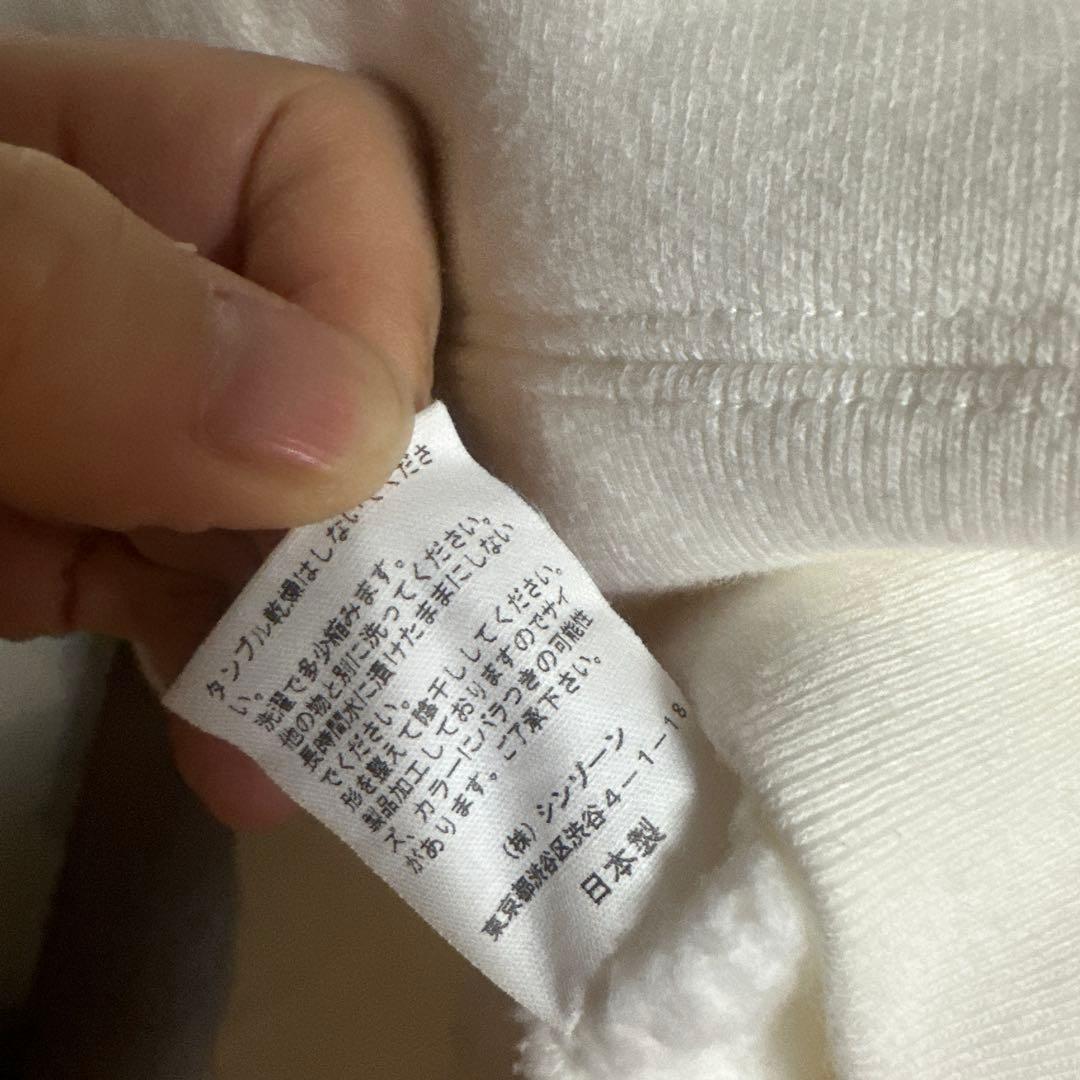 タンブル乾燥はしないくださ
い。
洗濯で多少縮みます。
他の物と別に洗ってください。
長時間水に漬けたままにしない
でください。
形を整えて陰干ししてください。
製品加工しておりますのでサイ
ズ、カラーにバラつきの可能性
があります。ご了承下さい。
(株)シンゾーン
東京都渋谷区渋谷4-1-18
日本製